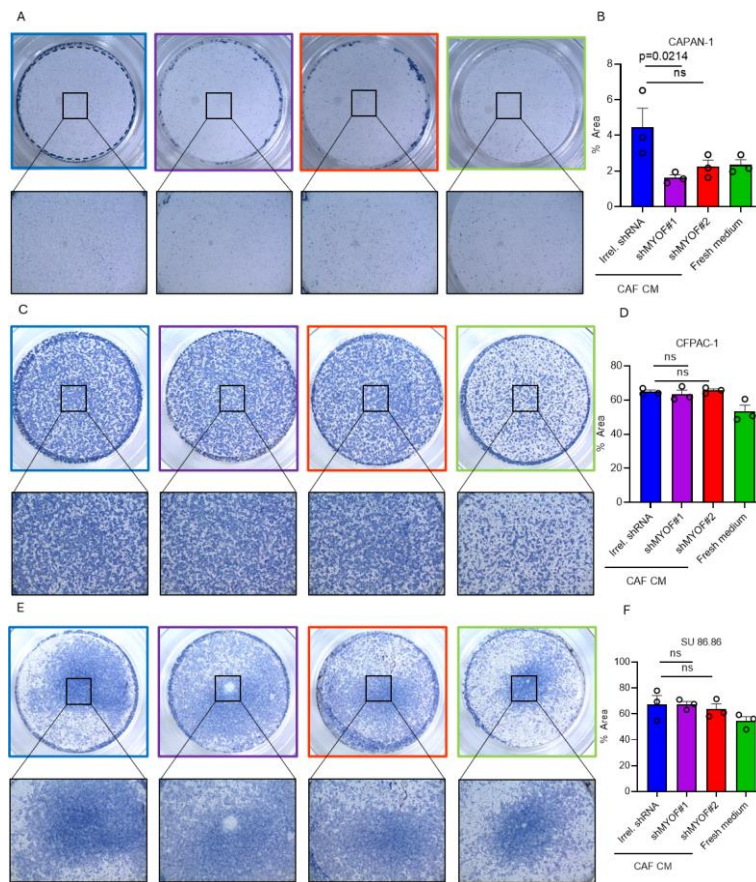 A
B
CAPAN-1
p=0.0214
ns
8
6
4
2
0
% Area
Irrel. shRNA
shMYOF#1
shMYOF#2
Fresh medium
CAF CM
C
D
CFPAC-1
ns
ns
80
60
40
20
0
% Area
Irrel. shRNA
shMYOF#1
shMYOF#2
Fresh medium
CAF CM
E
F
SU 86.86
ns
ns
100
80
60
40
20
0
% Area
Irrel. shRNA
shMYOF#1
shMYOF#2
Fresh medium
CAF CM